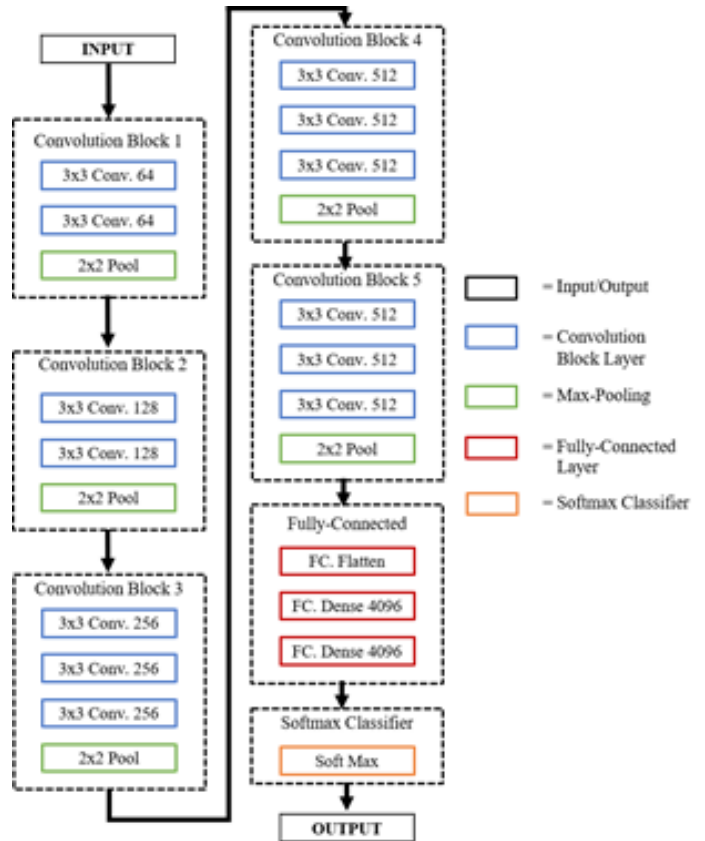 INPUT
Convolution Block 1
3x3 Conv. 64
3x3 Conv. 64
2x2 Pool
Convolution Block 2
3x3 Conv. 128
3x3 Conv. 128
2x2 Pool
Convolution Block 3
3x3 Conv. 256
3x3 Conv. 256
3x3 Conv. 256
2x2 Pool
Convolution Block 4
3x3 Conv. 512
3x3 Conv. 512
3x3 Conv. 512
2x2 Pool
Convolution Block 5
3x3 Conv. 512
3x3 Conv. 512
3x3 Conv. 512
2x2 Pool
Fully-Connected
FC. Flatten
FC. Dense 4096
FC. Dense 4096
Softmax Classifier
Soft Max
OUTPUT
= Input/Output
= Convolution
Block Layer
= Max-Pooling
= Fully-Connected
Layer
= Softmax Classifier